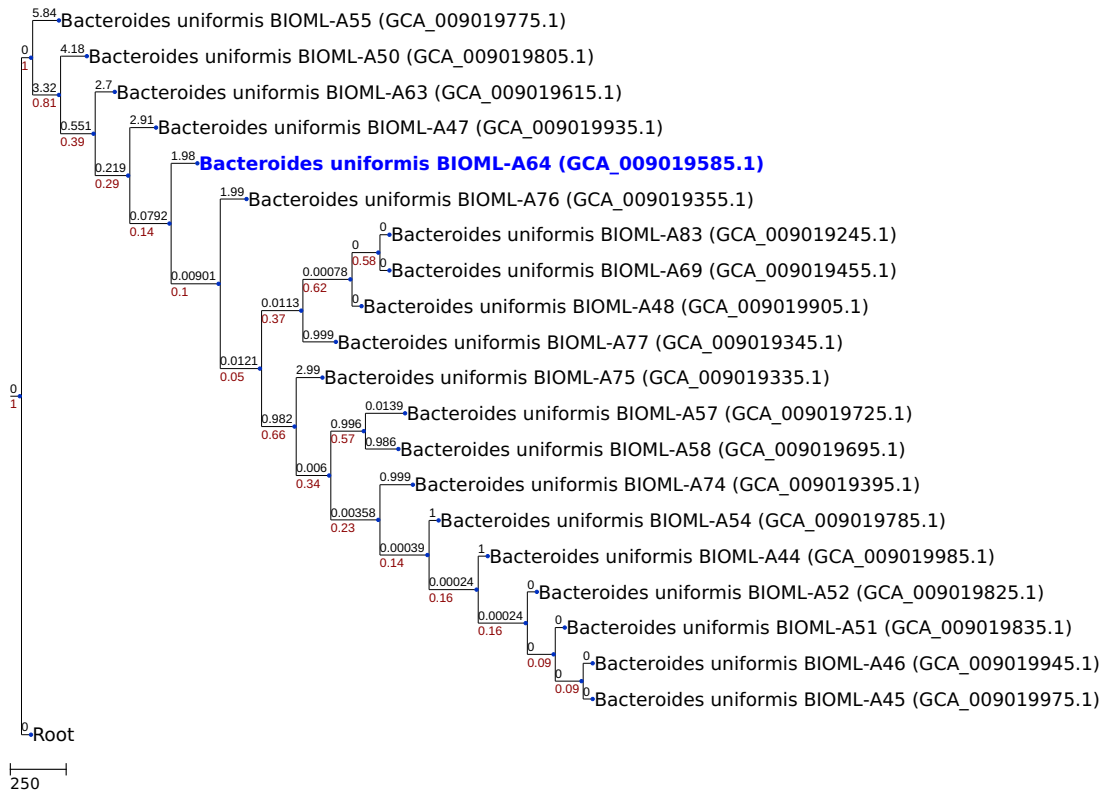 5.84
Bacteroides uniformis BIOML-A55 (GCA_009019775.1)
0
1
4.18
Bacteroides uniformis BIOML-A50 (GCA_009019805.1)
3.32
0.81
2.7
Bacteroides uniformis BIOML-A63 (GCA_009019615.1)
0.551
0.39
2.91
Bacteroides uniformis BIOML-A47 (GCA_009019935.1)
0.219
0.29
1.98
Bacteroides uniformis BIOML-A64 (GCA_009019585.1)
0.0792
0.14
1.99
Bacteroides uniformis BIOML-A76 (GCA_009019355.1)
0.00901
0.1
0
Bacteroides uniformis BIOML-A83 (GCA_009019245.1)
0
0.58
0
Bacteroides uniformis BIOML-A69 (GCA_009019455.1)
0.00078
0.62
0
Bacteroides uniformis BIOML-A48 (GCA_009019905.1)
0.0113
0.37
0.999
Bacteroides uniformis BIOML-A77 (GCA_009019345.1)
0.0121
0.05
2.99
Bacteroides uniformis BIOML-A75 (GCA_009019335.1)
0
1
0.982
0.66
0.0139
Bacteroides uniformis BIOML-A57 (GCA_009019725.1)
0.996
0.57
0.986
Bacteroides uniformis BIOML-A58 (GCA_009019695.1)
0.006
0.34
0.999
Bacteroides uniformis BIOML-A74 (GCA_009019395.1)
0.00358
0.23
1
Bacteroides uniformis BIOML-A54 (GCA_009019785.1)
0.00039
0.14
1
Bacteroides uniformis BIOML-A44 (GCA_009019985.1)
0.00024
0.16
0
Bacteroides uniformis BIOML-A52 (GCA_009019825.1)
0.00024
0.16
0
Bacteroides uniformis BIOML-A51 (GCA_009019835.1)
0
0.09
0
Bacteroides uniformis BIOML-A46 (GCA_009019945.1)
0
0.09
0
Bacteroides uniformis BIOML-A45 (GCA_009019975.1)
0
Root
250